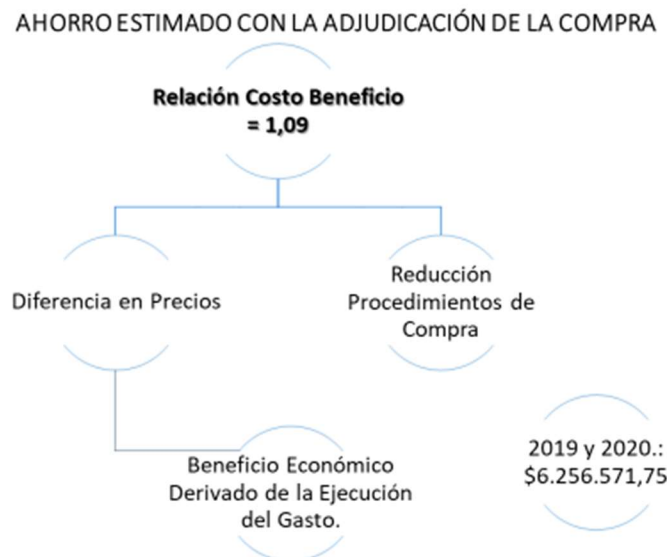 AHORRO ESTIMADO CON LA ADJUDICACIÓN DE LA COMPRA
Relación Costo Beneficio
= 1,09
Diferencia en Precios
Reducción
Procedimientos de
Compra
Beneficio Económico
Derivado de la Ejecución
del Gasto.
2019 y 2020.:
$6.256.571,75